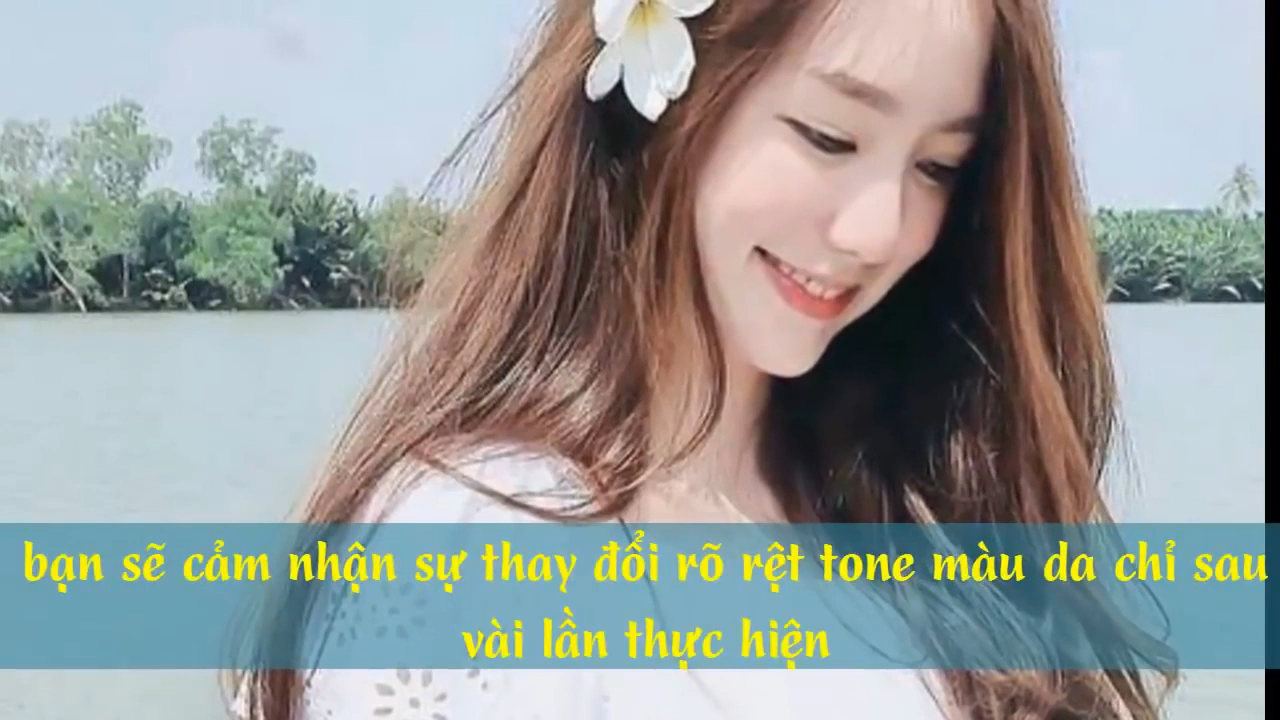 bạn sẽ cảm nhận sự thay đổi rõ rệt tone màu da chỉ sau
vài lần thực hiện